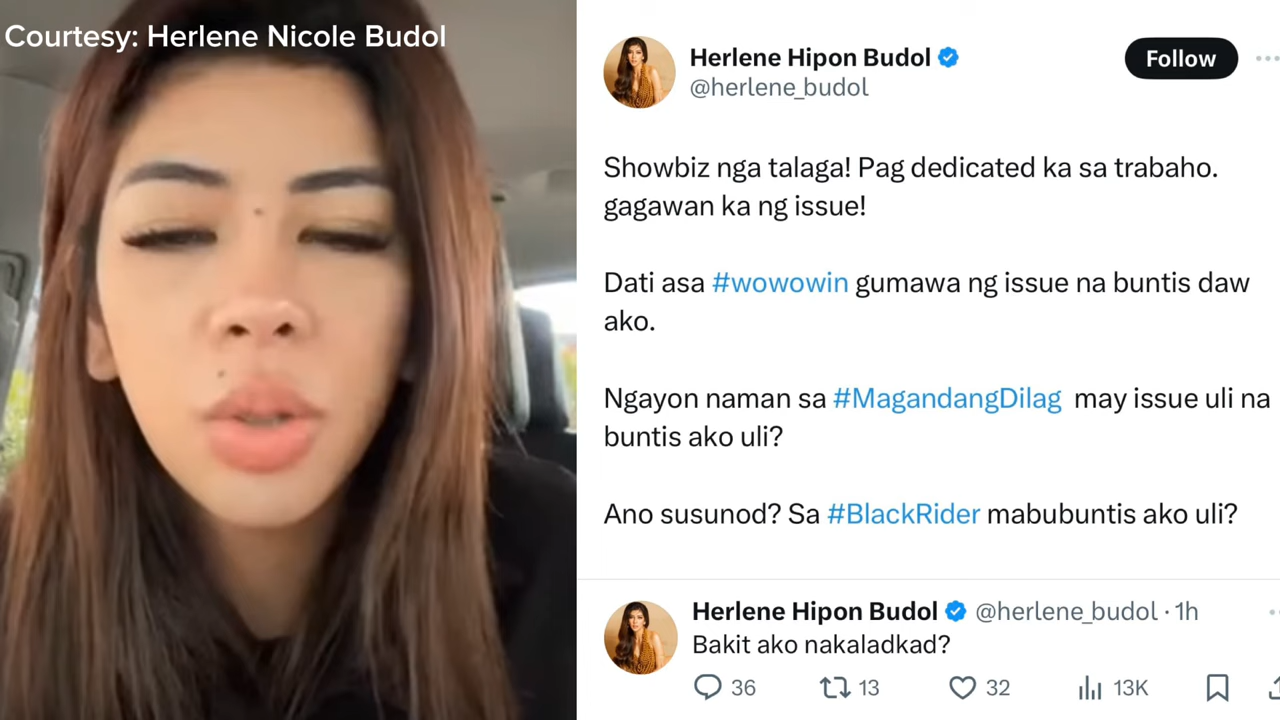 Courtesy: Herlene Nicole Budol
Herlene Hipon Budol
@herlene_budol
Follow
Showbiz nga talaga! Pag dedicated ka sa trabaho.
gagawan ka ng issue!
Dati asa #wowowin gumawa ng issue na buntis daw
ako.
Ngayon naman sa #MagandangDilag may issue uli na
buntis ako uli?
Ano susunod? Sa #BlackRider mabubuntis ako uli?
Herlene Hipon Budol @herlene_budol · 1h
Bakit ako nakaladkad?
36 13 32 13K